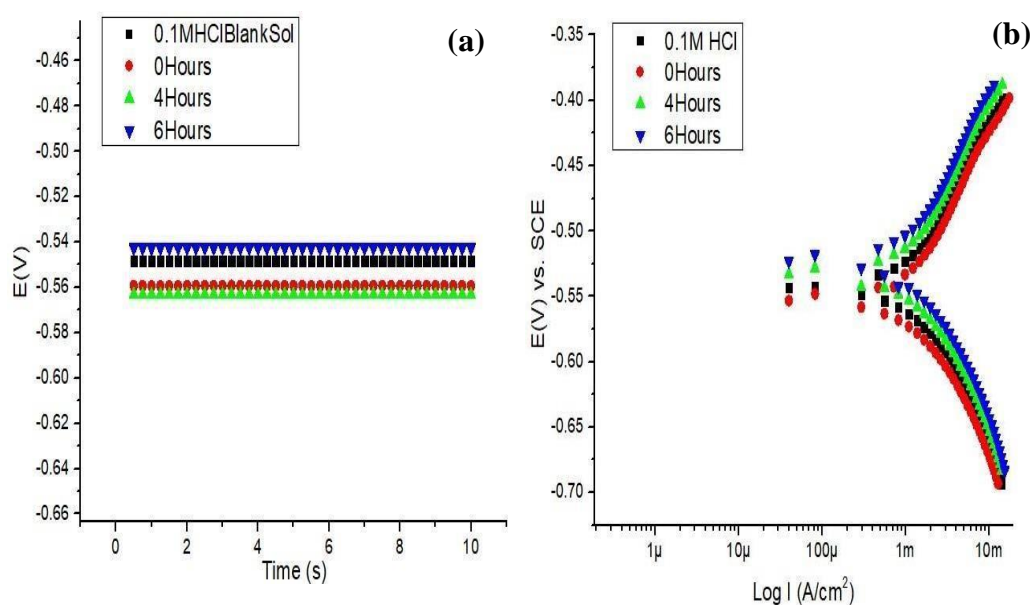 (a)
0.1MHClBlankSol
0Hours
4Hours
6Hours
-0.46
-0.48
-0.50
-0.52
-0.54
-0.56
-0.58
-0.60
-0.62
-0.64
-0.66
E(V)
0
2
4
6
8
10
Time (s)
(b)
0.1M HCl
0Hours
4Hours
6Hours
-0.35
-0.40
-0.45
-0.50
-0.55
-0.60
-0.65
-0.70
E(V) vs. SCE
1µ
10µ
100µ
1m
10m
Log I (A/cm²)